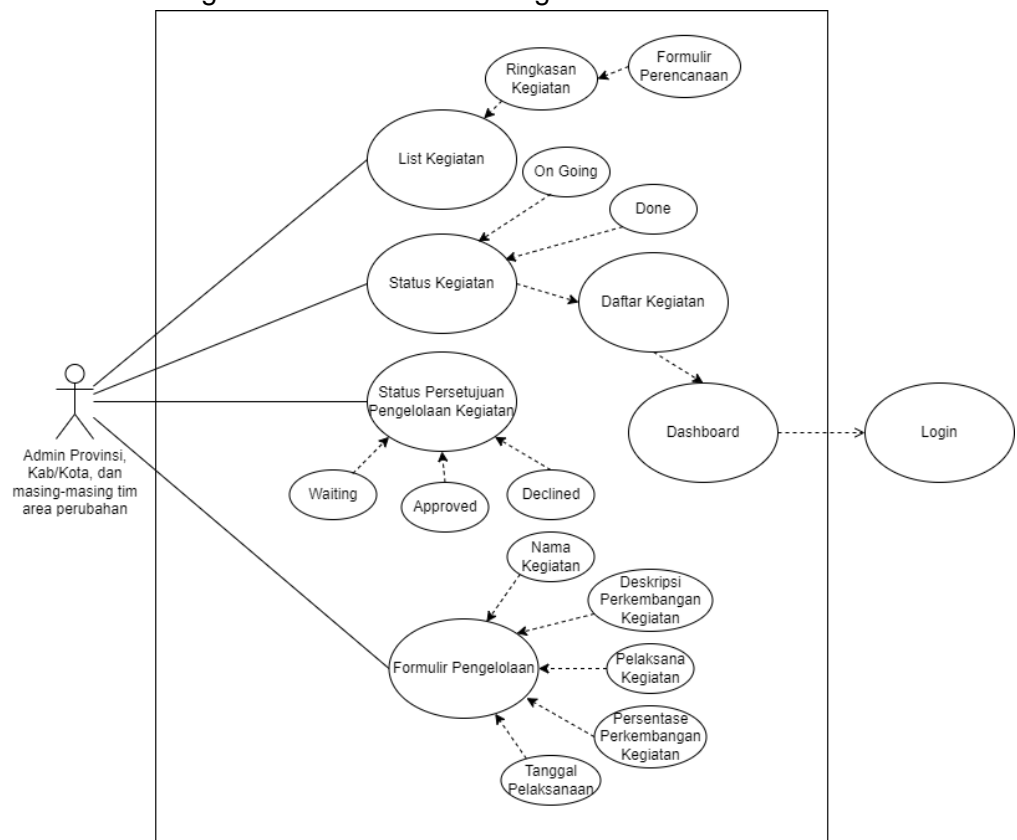 Ringkasan
Kegiatan
Formulir
Perencanaan
List Kegiatan
On Going
Done
Status Kegiatan
Daftar Kegiatan
Status Persetujuan
Pengelolaan Kegiatan
Dashboard
Login
Admin Provinsi,
Kab/Kota, dan
masing-masing tim
area perubahan
Waiting
Approved
Declined
Nama
Kegiatan
Deskripsi
Perkembangan
Kegiatan
Formulir Pengelolaan
Pelaksana
Kegiatan
Persentase
Perkembangan
Kegiatan
Tanggal
Pelaksanaan